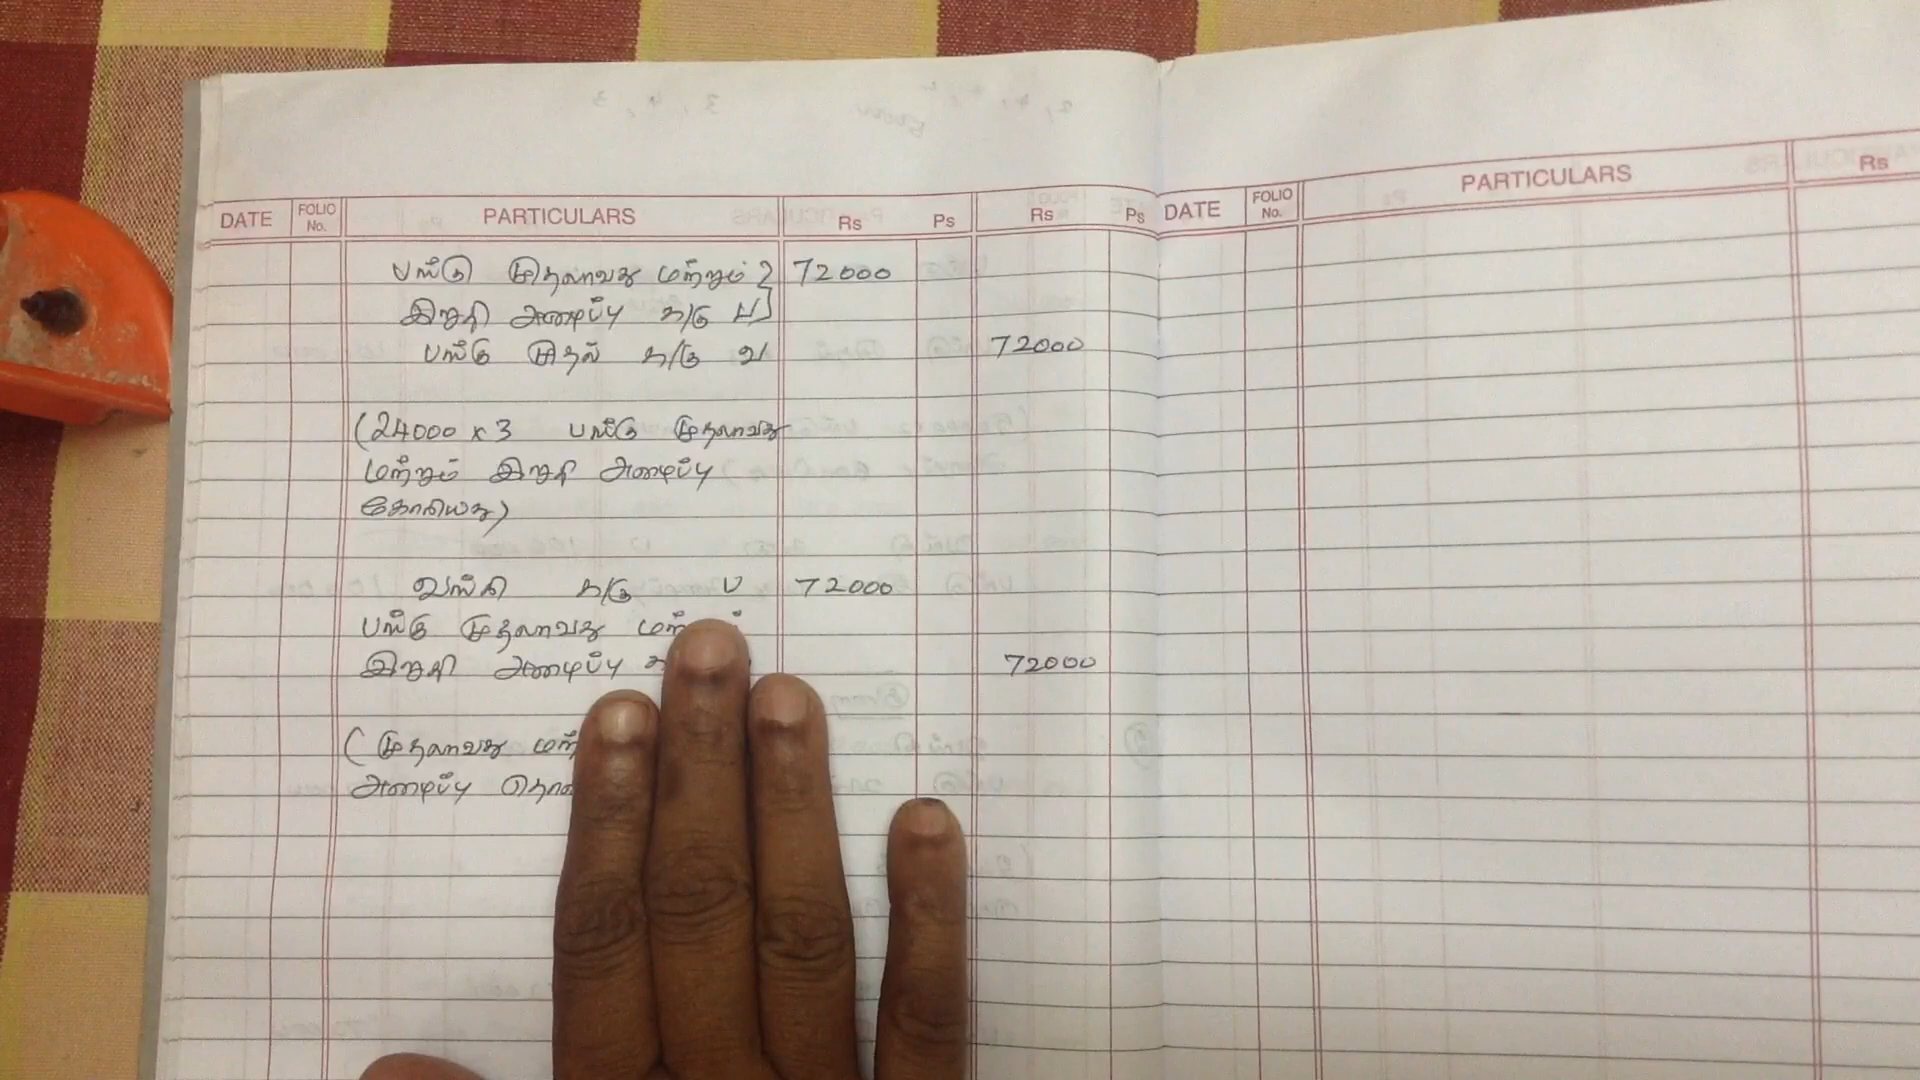 DATE FOLIO No. PARTICULARS Rs Ps Rs Ps DATE FOLIO No. PARTICULARS Rs
பங்கு முதலாவது மற்றும் } 72000
இறுதி அழைப்பு க/கு ப
பங்கு முதல் க/கு வ 72000
(24000 x 3 பங்கு முதலாவது
மற்றும் இறுதி அழைப்பு
கோரியது)
வங்கி க/கு ப 72000
பங்கு முதலாவது
இறுதி அழைப்பு 72000
(முதலாவது
அழைப்பு